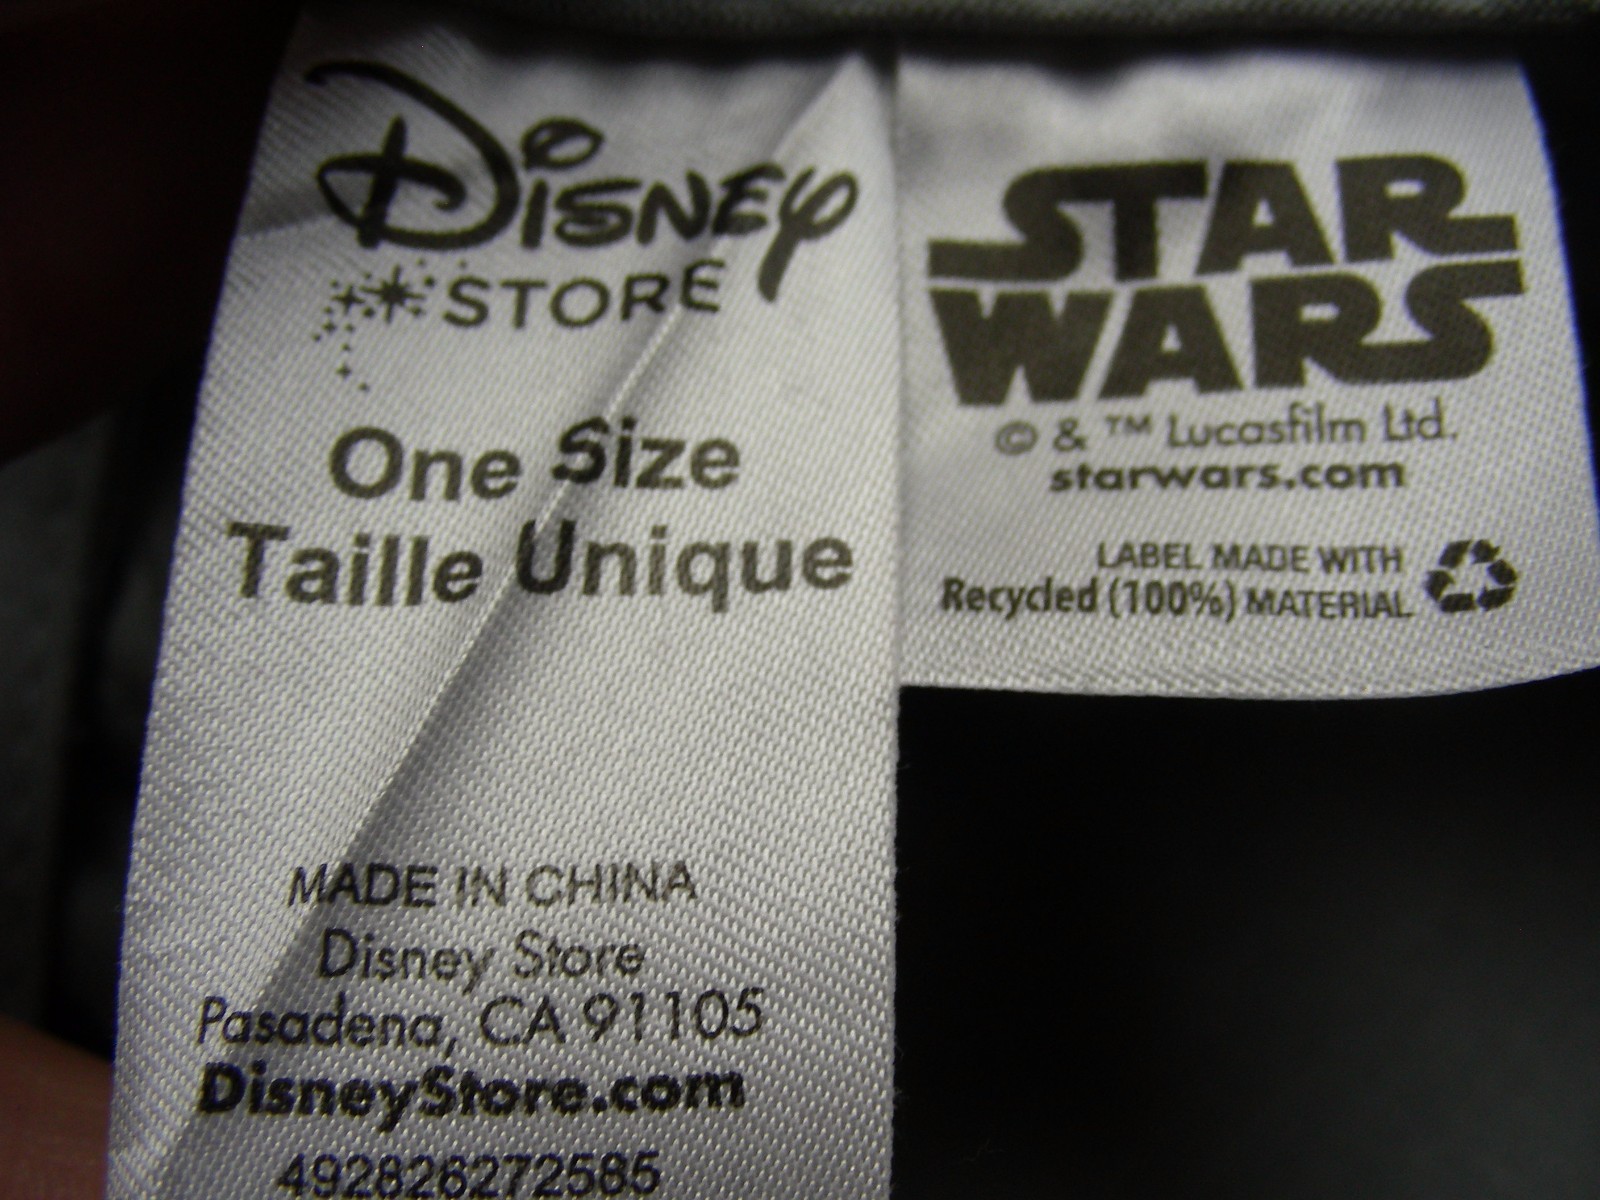 Disney
STORE
One Size
Taille Unique
MADE IN CHINA
Disney Store
Pasadena, CA 91105
DisneyStore.com
492826272585
STAR
WARS
© & ™ Lucasfilm Ltd.
starwars.com
LABEL MADE WITH
Recycled (100%) MATERIAL